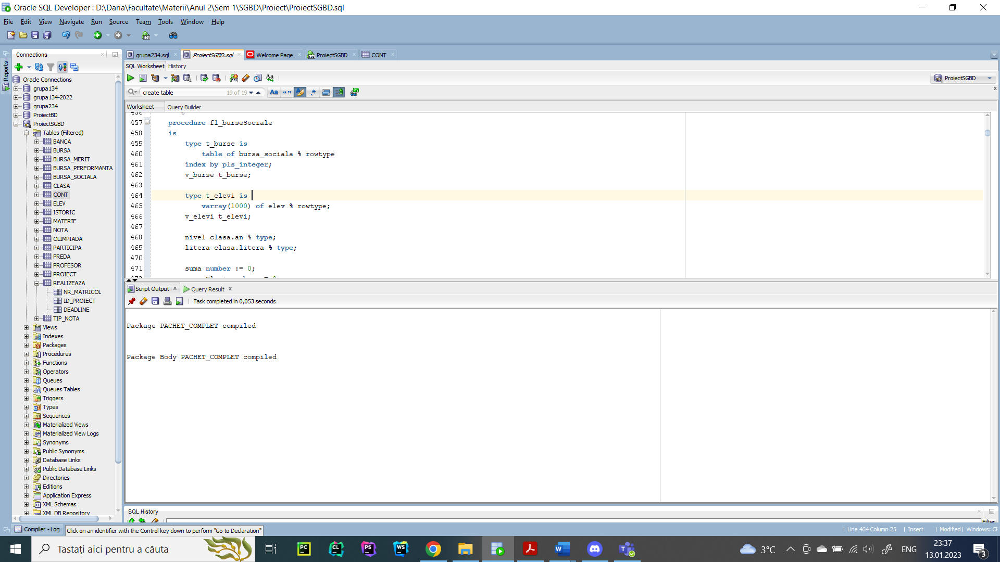 Oracle SQL Developer : D:\Daria\Facultate\Materii\Anul 2\Sem 1\SGBD\Proiect\ProiectSGBD.sql
File Edit View Navigate Run Source Team Tools Window Help
Reports
Connections
Oracle Connections
grupa134
grupa134-2022
grupa234
ProiectBD
ProiectSGBD
Tables (Filtered)
BANCA
BURSA
BURSA_MERIT
BURSA_PERFORMANTA
BURSA_SOCIALA
CLASA
CONT
ELEV
ISTORIC
MATERIE
NOTA
OLIMPIADA
PARTICIPA
PREDA
PROFESOR
PROIECT
REALIZEAZA
NR_MATRICOL
ID_PROIECT
DEADLINE
TIP_NOTA
Views
Indexes
Packages
Procedures
Functions
Operators
Queues
Queues Tables
Triggers
Types
Sequences
Materialized Views
Materialized View Logs
Synonyms
Public Synonyms
Database Links
Public Database Links
Directories
Editions
Application Express
XML Schemas
XML DB Repository
grupa234.sql ProiectSGBD.sql Welcome Page ProiectSGBD CONT
SQL Worksheet History
ProiectSGBD
create table 19 of 19
Worksheet Query Builder
457 procedure f1_burseSociale
458 is
459 type t_burse is
460 table of bursa_sociala % rowtype
461 index by pls_integer;
462 v_burse t_burse;
463
464 type t_elevi is
465 varray(1000) of elev % rowtype;
466 v_elevi t_elevi;
467
468 nivel clasa.an % type;
469 litera clasa.litera % type;
470
471 suma number := 0;
Script Output Query Result
Task completed in 0,053 seconds
Package PACHET_COMPLET compiled
Package Body PACHET_COMPLET compiled
SQL History
Filter
Compiler - Log
Click on an identifier with the Control key down to perform "Go to Declaration"
Line 464 Column 25 Insert Modified Windows: CR
Tastați aici pentru a căuta
3°C
ENG
23:37
13.01.2023
3